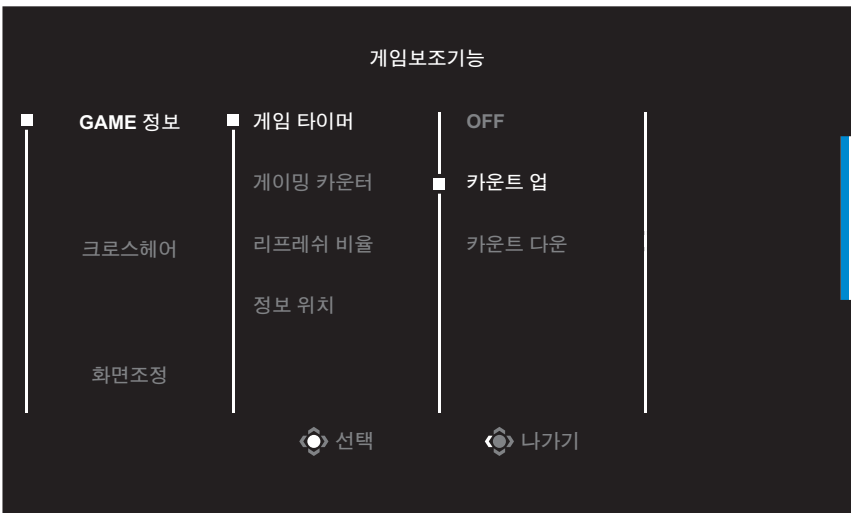 게임보조기능
GAME 정보 게임 타이머 OFF
게이밍 카운터 카운트 업
크로스헤어 리프레쉬 비율 카운트 다운
정보 위치
화면조정
선택 나가기